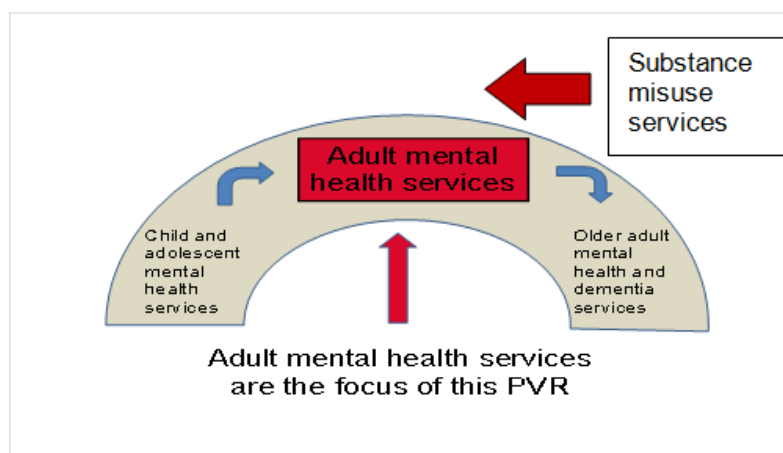 Substance
misuse
services
Adult mental
health services
Child and
adolescent
mental
health
services
Older adult
mental
health and
dementia
services
Adult mental health services
are the focus of this PVR